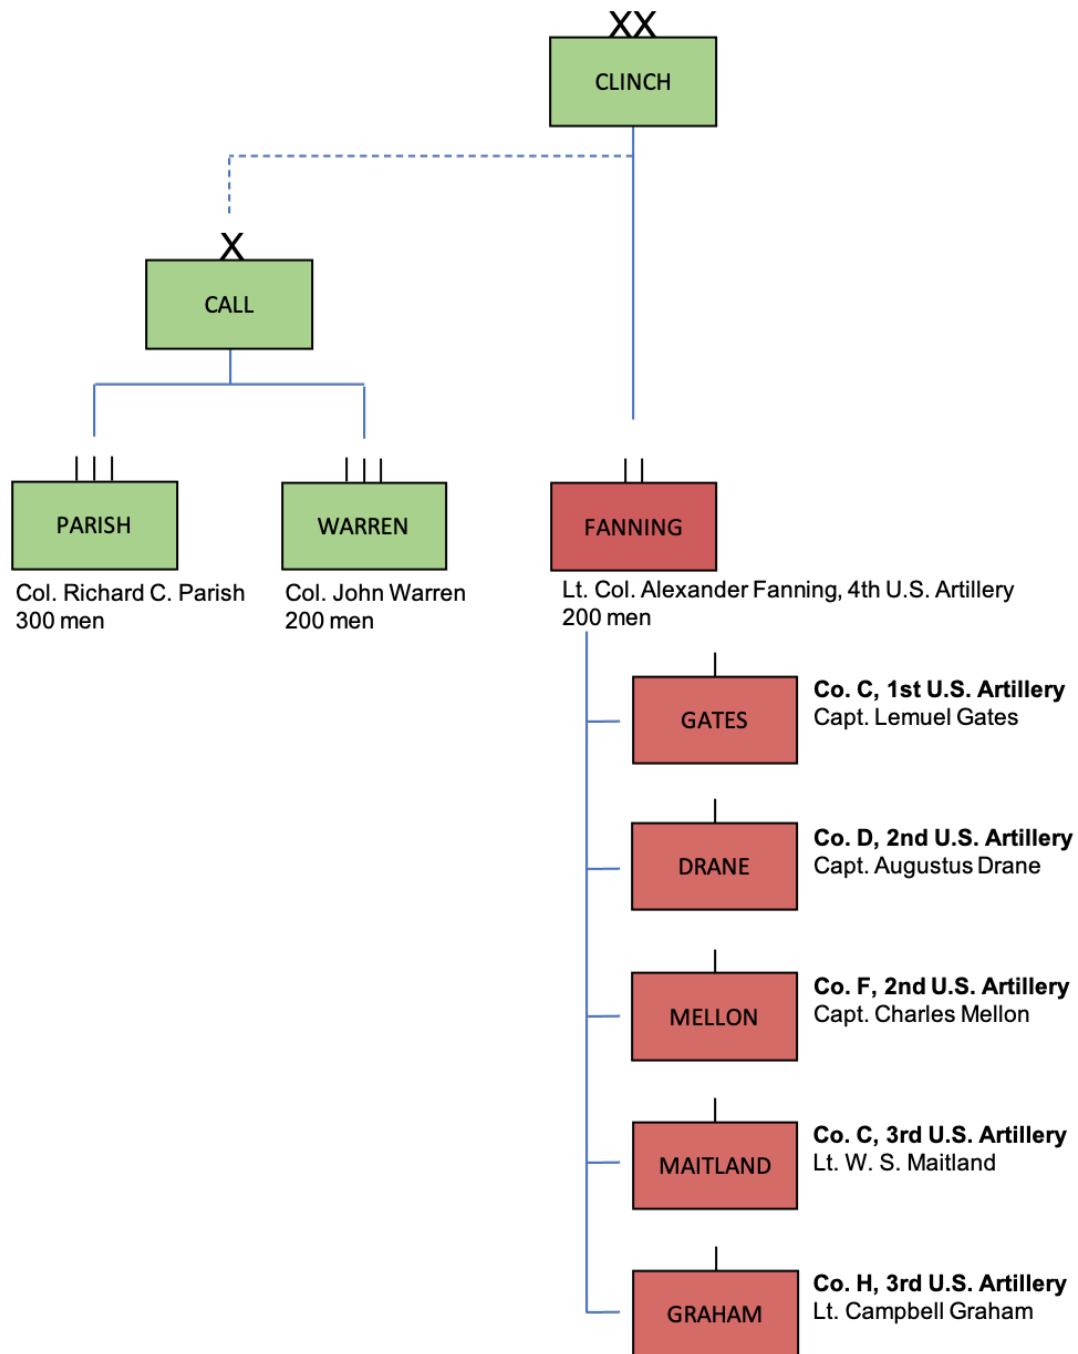 XX
CLINCH
X
CALL
III
PARISH
Col. Richard C. Parish
300 men
III
WARREN
Col. John Warren
200 men
II
FANNING
Lt. Col. Alexander Fanning, 4th U.S. Artillery
200 men
I
GATES
Co. C, 1st U.S. Artillery
Capt. Lemuel Gates
I
DRANE
Co. D, 2nd U.S. Artillery
Capt. Augustus Drane
I
MELLON
Co. F, 2nd U.S. Artillery
Capt. Charles Mellon
I
MAITLAND
Co. C, 3rd U.S. Artillery
Lt. W. S. Maitland
I
GRAHAM
Co. H, 3rd U.S. Artillery
Lt. Campbell Graham